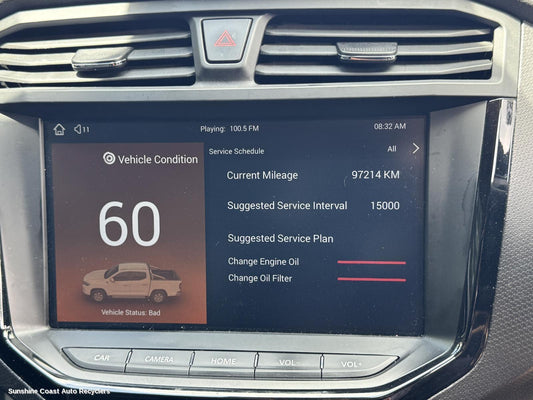 11
Playing: 100.5 FM
08:32 AM
Vehicle Condition
60
Vehicle Status: Bad
Service Schedule
All
Current Mileage 97214 KM
Suggested Service Interval 15000
Suggested Service Plan
Change Engine Oil
Change Oil Filter
CAR CAMERA HOME VOL- VOL+
Sunshine Coast Auto Recyclers